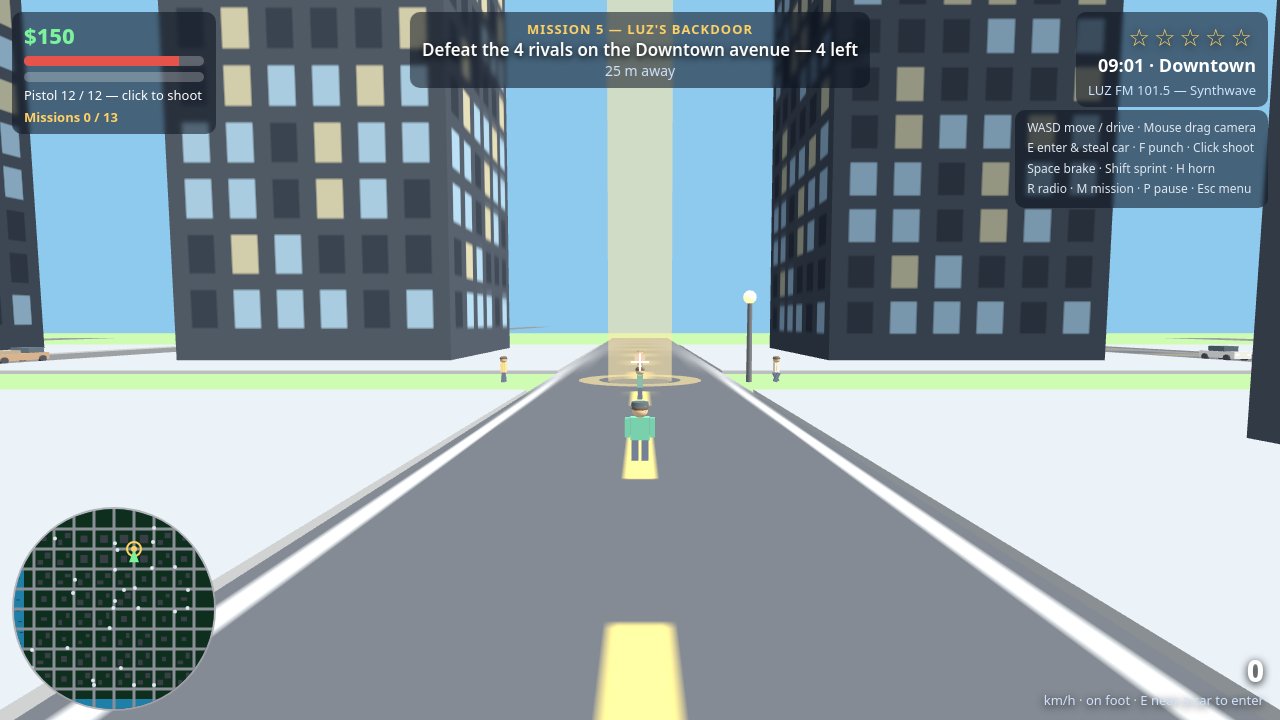 $150
Pistol 12 / 12 — click to shoot
Missions 0 / 13
MISSION 5 — LUZ'S BACKDOOR
Defeat the 4 rivals on the Downtown avenue — 4 left
25 m away
☆☆☆☆☆
09:01 · Downtown
LUZ FM 101.5 — Synthwave
WASD move / drive · Mouse drag camera
E enter & steal car · F punch · Click shoot
Space brake · Shift sprint · H horn
R radio · M mission · P pause · Esc menu
0
km/h · on foot · E near a car to enter